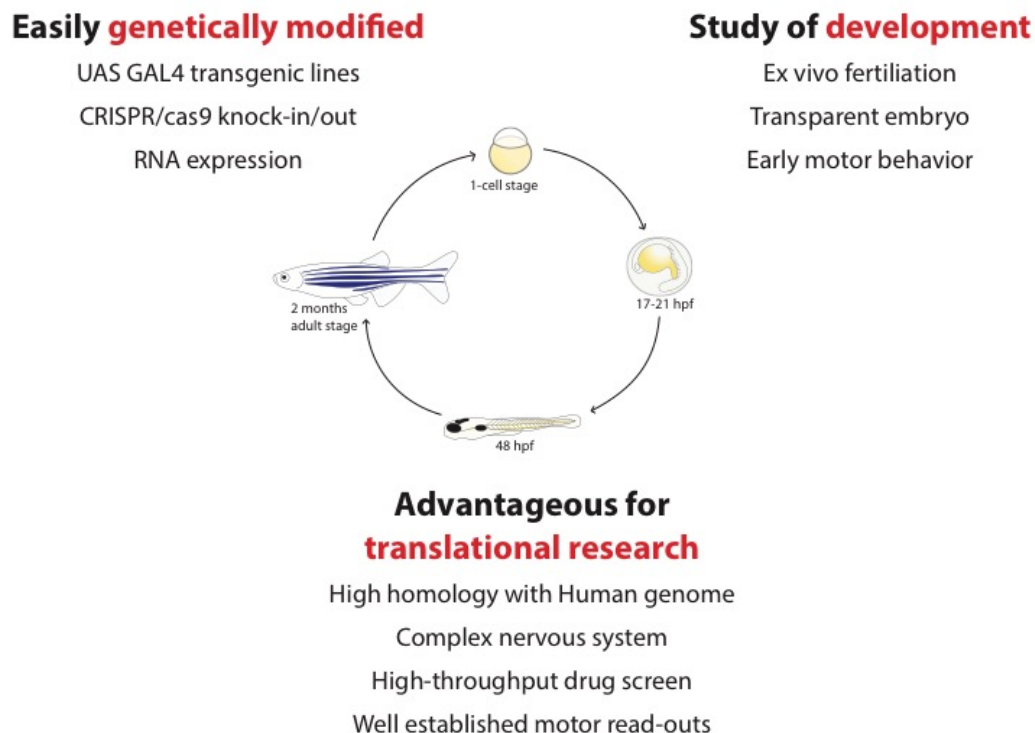 Easily genetically modified
UAS GAL4 transgenic lines
CRISPR/cas9 knock-in/out
RNA expression
Study of development
Ex vivo fertiliation
Transparent embryo
Early motor behavior
1-cell stage
17-21 hpf
48 hpf
2 months
adult stage
Advantageous for
translational research
High homology with Human genome
Complex nervous system
High-throughput drug screen
Well established motor read-outs